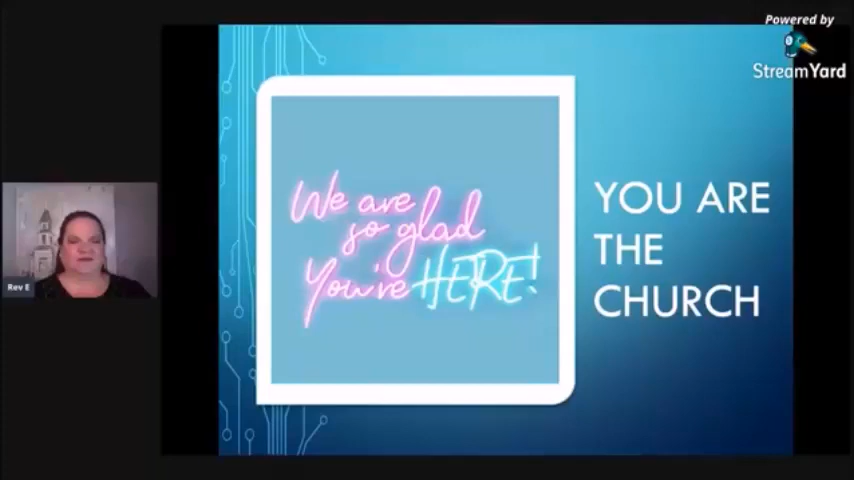 Powered by
StreamYard
We are
so glad
You're HERE!
YOU ARE
THE
CHURCH
Rev E